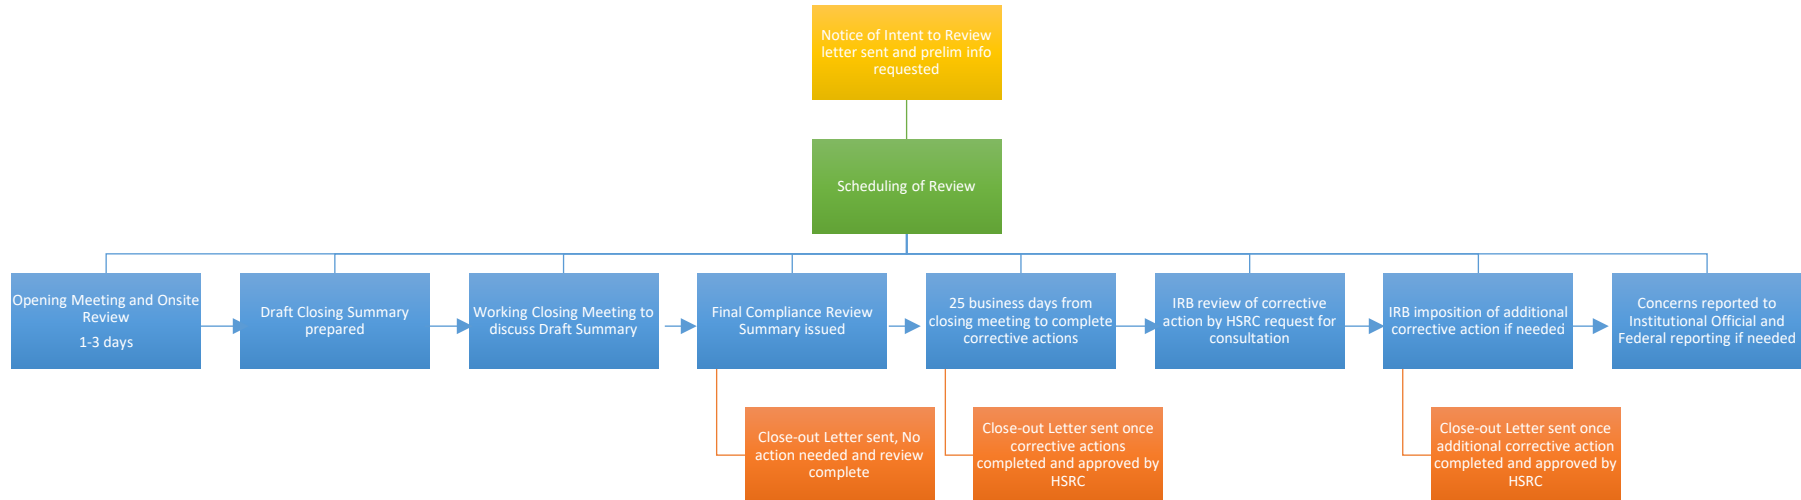 Notice of Intent to Review
letter sent and prelim info
requested
Scheduling of Review
Opening Meeting and Onsite
Review
1-3 days
Draft Closing Summary
prepared
Working Closing Meeting to
discuss Draft Summary
Final Compliance Review
Summary issued
25 business days from
closing meeting to complete
corrective actions
IRB review of corrective
action by HSRC request for
consultation
IRB imposition of additional
corrective action if needed
Concerns reported to
Institutional Official and
Federal reporting if needed
Close-out Letter sent, No
action needed and review
complete
Close-out Letter sent once
corrective actions
completed and approved by
HSRC
Close-out Letter sent once
additional corrective action
completed and approved by
HSRC